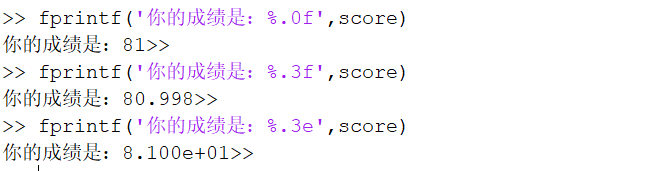 >> fprintf('你的成绩是：%.0f',score)
你的成绩是：81>>
>> fprintf('你的成绩是：%.3f',score)
你的成绩是：80.998>>
>> fprintf('你的成绩是：%.3e',score)
你的成绩是：8.100e+01>>